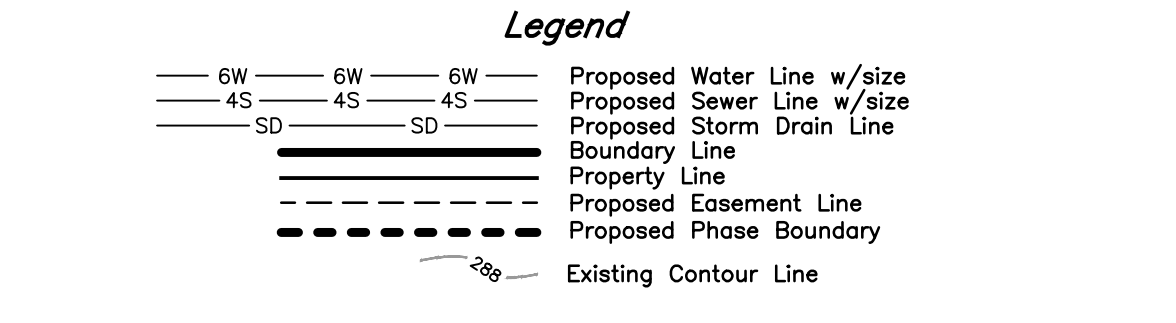 Legend
6W 6W 6W Proposed Water Line w/size
4S 4S 4S Proposed Sewer Line w/size
SD SD Proposed Storm Drain Line
Boundary Line
Property Line
Proposed Easement Line
Proposed Phase Boundary
288 Existing Contour Line